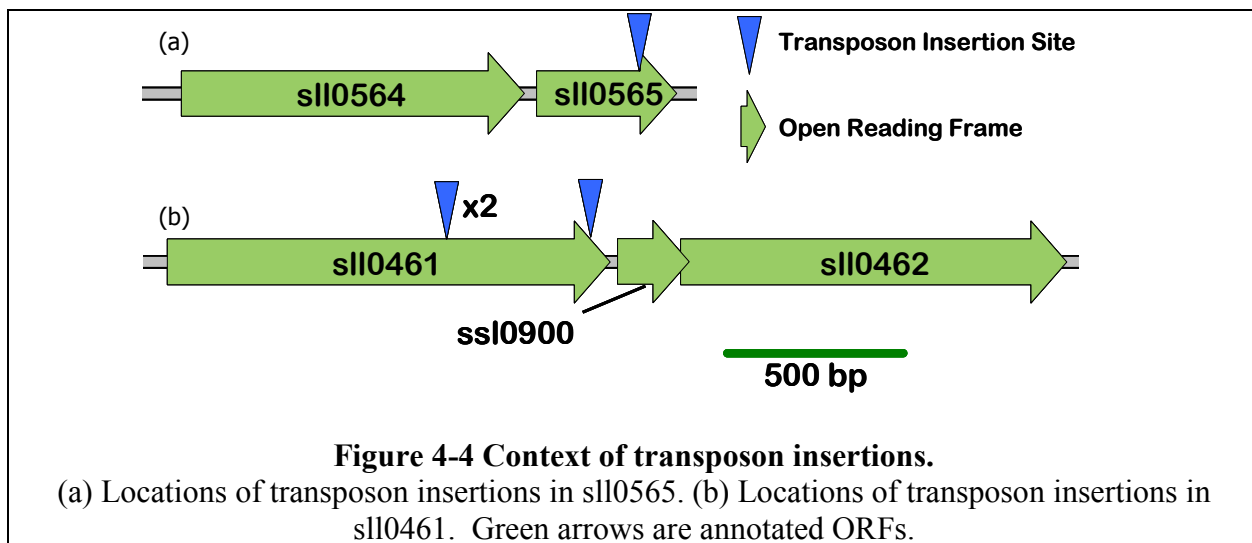 (a)
sll0564
sll0565
Transposon Insertion Site
Open Reading Frame
(b)
x2
sll0461
ssl0900
sll0462
500 bp
Figure 4-4 Context of transposon insertions.
(a) Locations of transposon insertions in sll0565. (b) Locations of transposon insertions in
sll0461. Green arrows are annotated ORFs.